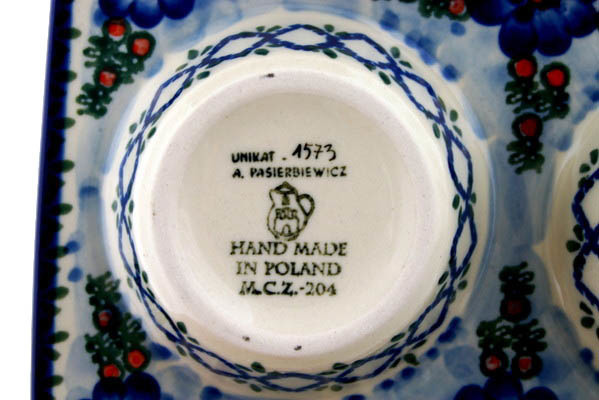 UNIKAT - 1573
A. PASIERBIEWICZ
HAND MADE
IN POLAND
M.C.Z.-204